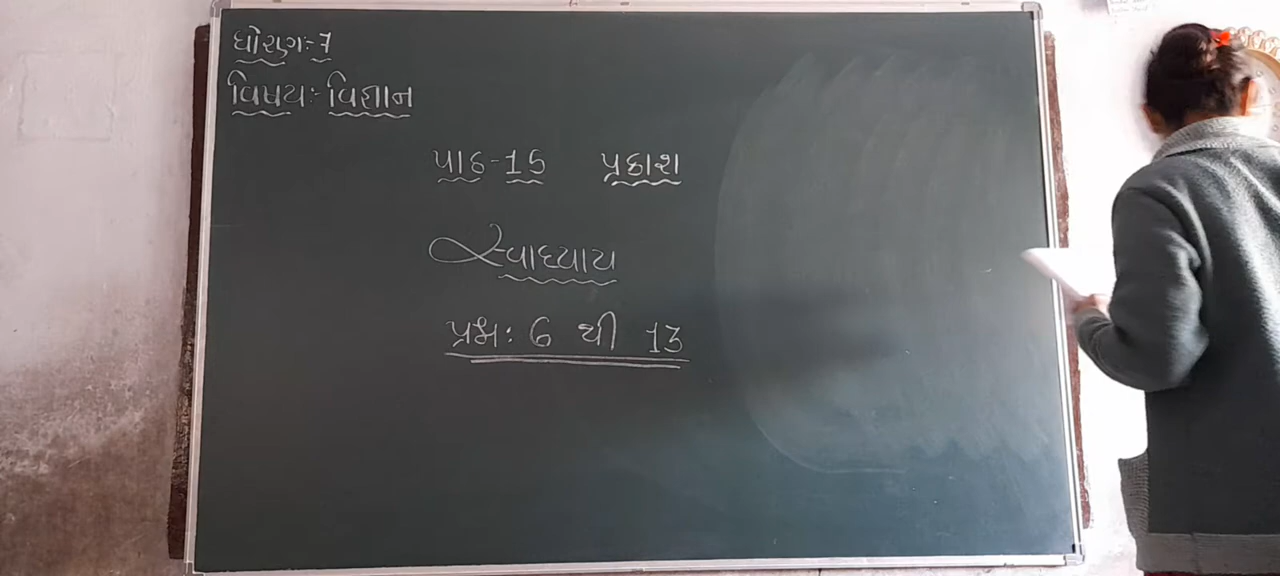 ધોરણ:- 7
વિષય:- વિજ્ઞાન
પાઠ-15 પ્રકાશ
સ્વાધ્યાય
પ્રશ્ન: 6 થી 13